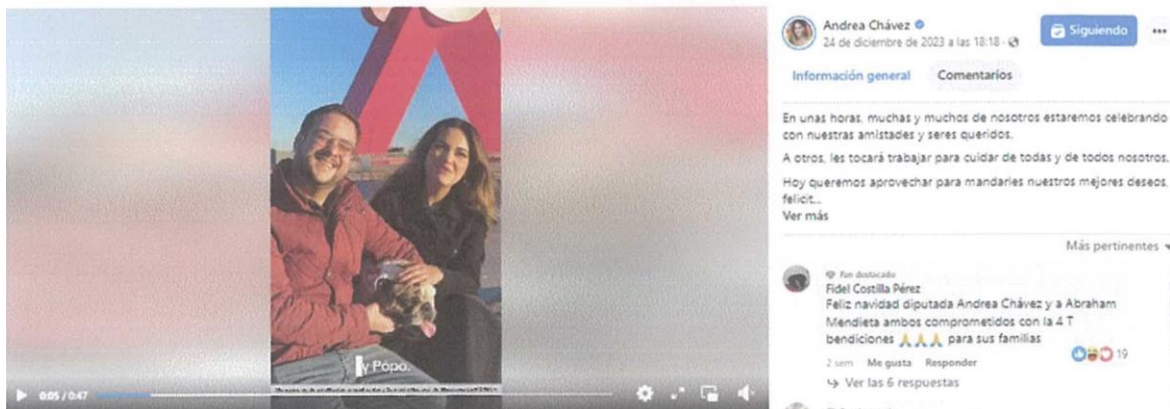 y Popo.
0:05 / 0:47
Andrea Chávez
24 de diciembre de 2023 a las 18:18
Siguiendo
Información general
Comentarios
En unas horas, muchas y muchos de nosotros estaremos celebrando
con nuestras amistades y seres queridos.
A otros, les tocará trabajar para cuidar de todas y de todos nosotros.
Hoy queremos aprovechar para mandarles nuestros mejores deseos,
felicit...
Ver más
Más pertinentes
Fan destacado
Fidel Costilla Pérez
Feliz navidad diputada Andrea Chávez y a Abraham
Mendieta ambos comprometidos con la 4 T
bendiciones 🙏🙏🙏 para sus familias
19
2 sem Me gusta Responder
Ver las 6 respuestas